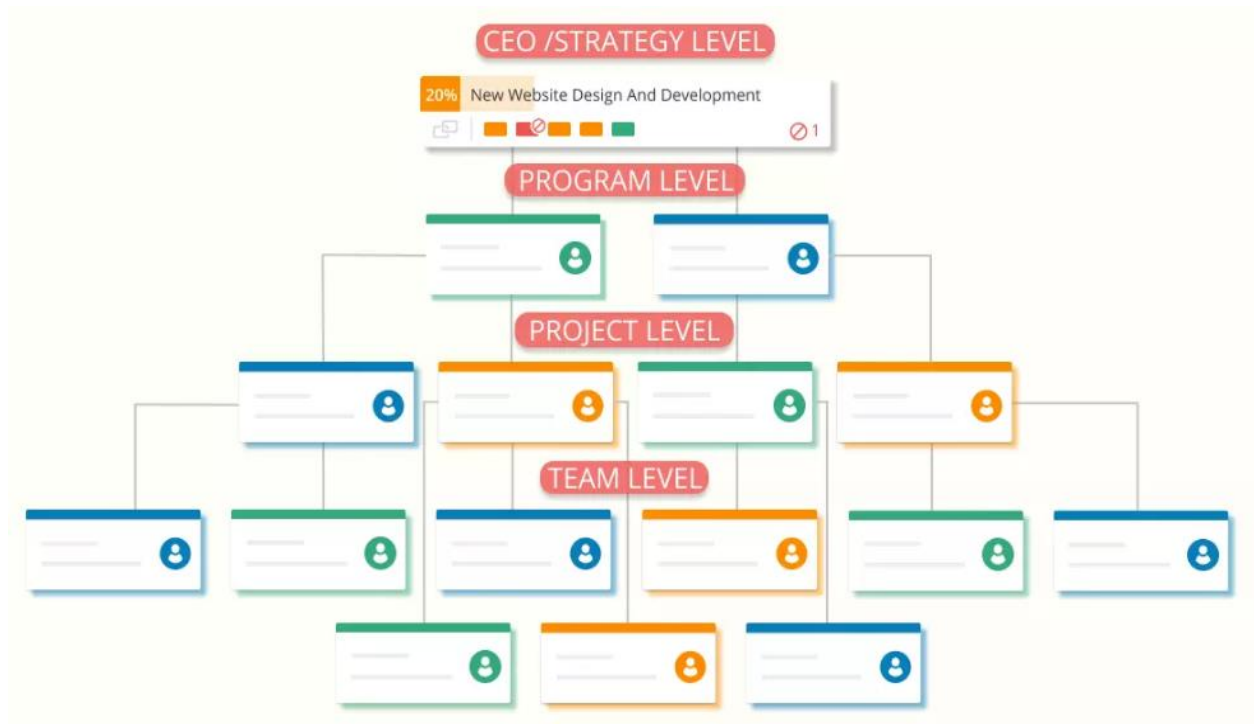 CEO /STRATEGY LEVEL
20% New Website Design And Development
1
PROGRAM LEVEL
PROJECT LEVEL
TEAM LEVEL